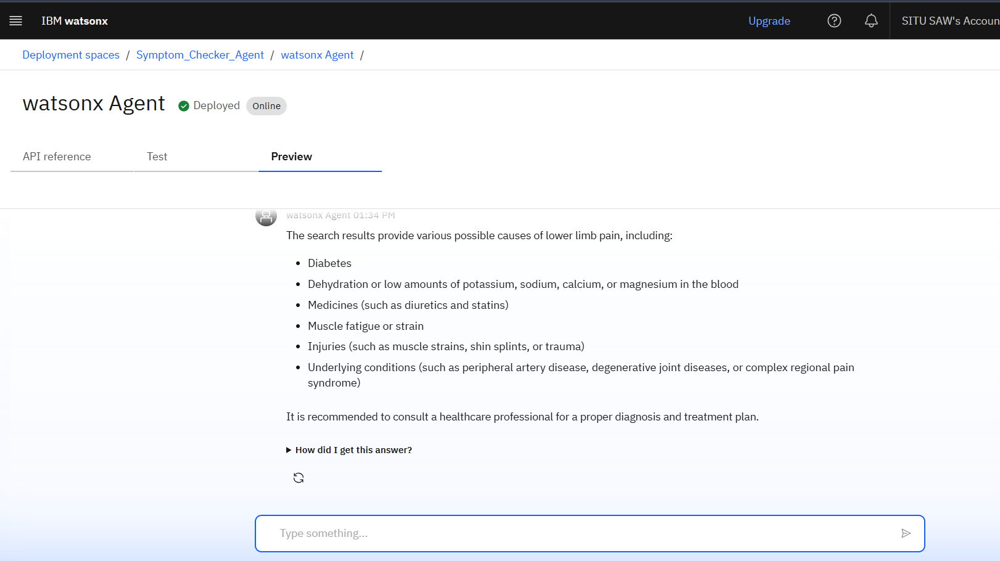 IBM watsonx
Upgrade
SITU SAW's Accoun
Deployment spaces / Symptom_Checker_Agent / watsonx Agent /
watsonx Agent
Deployed
Online
API reference
Test
Preview
watsonx Agent 01:34 PM
The search results provide various possible causes of lower limb pain, including:
• Diabetes
• Dehydration or low amounts of potassium, sodium, calcium, or magnesium in the blood
• Medicines (such as diuretics and statins)
• Muscle fatigue or strain
• Injuries (such as muscle strains, shin splints, or trauma)
• Underlying conditions (such as peripheral artery disease, degenerative joint diseases, or complex regional pain
syndrome)
It is recommended to consult a healthcare professional for a proper diagnosis and treatment plan.
How did I get this answer?
Type something...